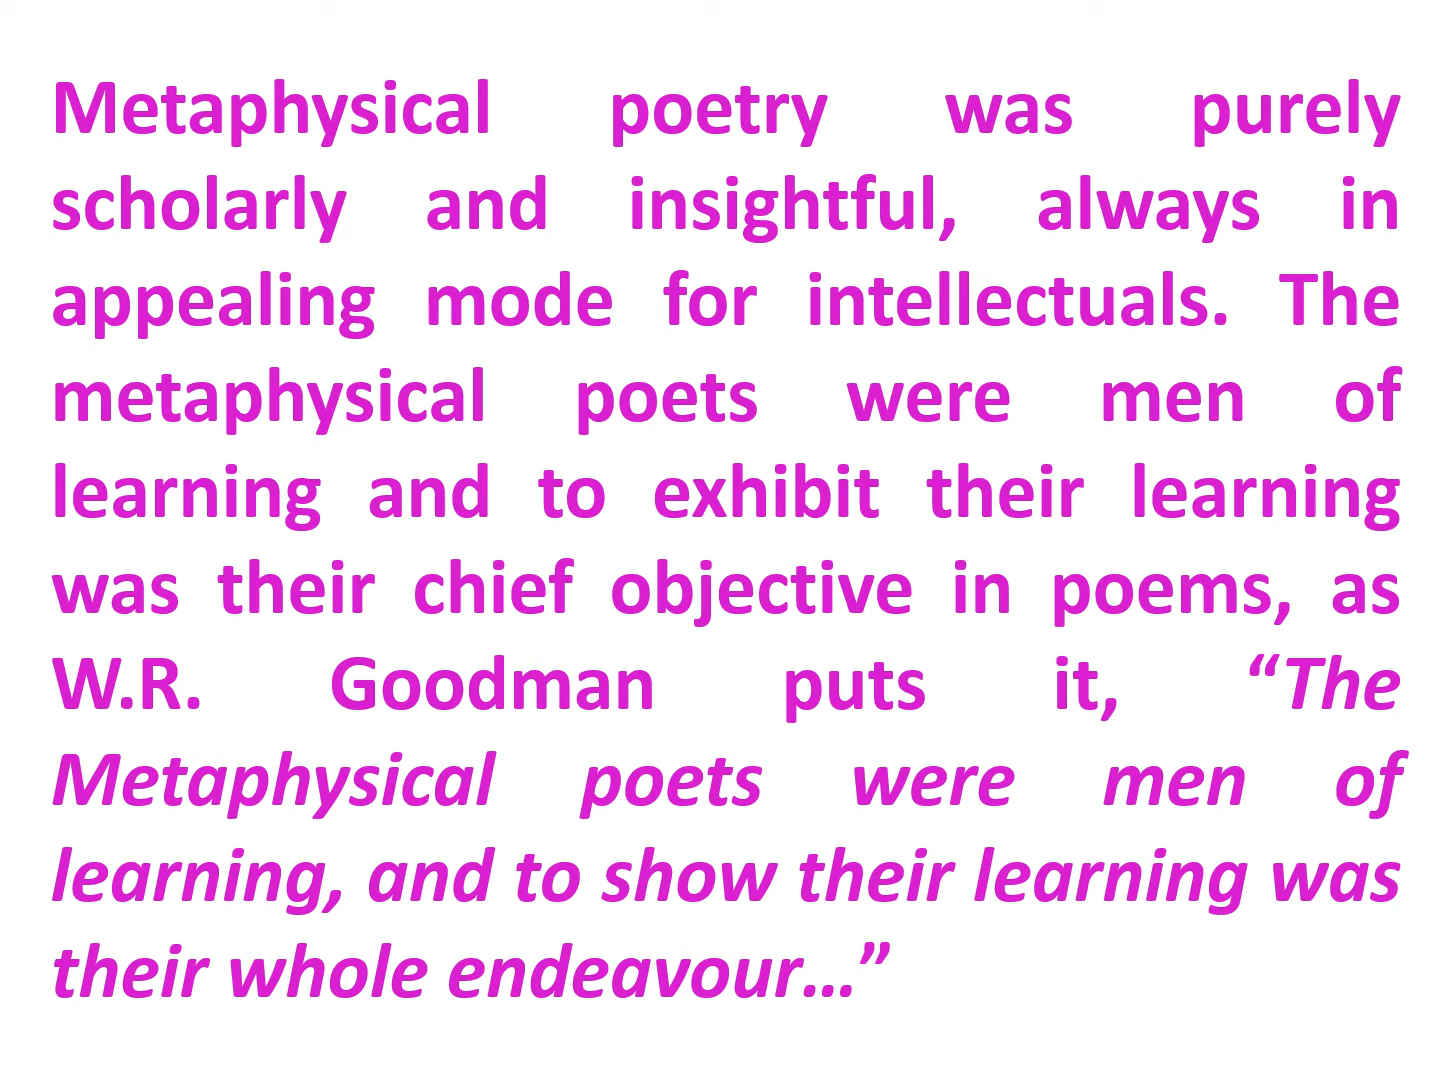 Metaphysical poetry was purely
scholarly and insightful, always in
appealing mode for intellectuals. The
metaphysical poets were men of
learning and to exhibit their learning
was their chief objective in poems, as
W.R. Goodman puts it, “The
Metaphysical poets were men of
learning, and to show their learning was
their whole endeavour…”